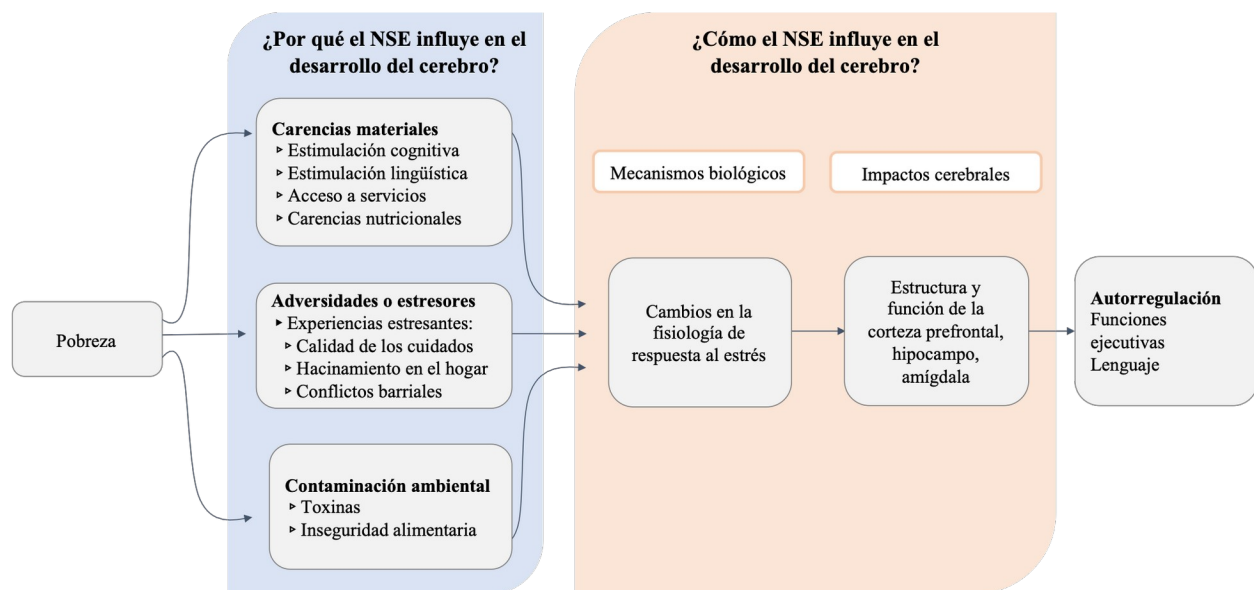 ¿Por qué el NSE influye en el
desarrollo del cerebro?
¿Cómo el NSE influye en el
desarrollo del cerebro?
Pobreza
Carencias materiales
▹ Estimulación cognitiva
▹ Estimulación lingüística
▹ Acceso a servicios
▹ Carencias nutricionales
Adversidades o estresores
▸ Experiencias estresantes:
▹ Calidad de los cuidados
▹ Hacinamiento en el hogar
▹ Conflictos barriales
Contaminación ambiental
▹ Toxinas
▹ Inseguridad alimentaria
Mecanismos biológicos
Cambios en la
fisiología de
respuesta al estrés
Impactos cerebrales
Estructura y
función de la
corteza prefrontal,
hipocampo,
amígdala
Autorregulación
Funciones
ejecutivas
Lenguaje